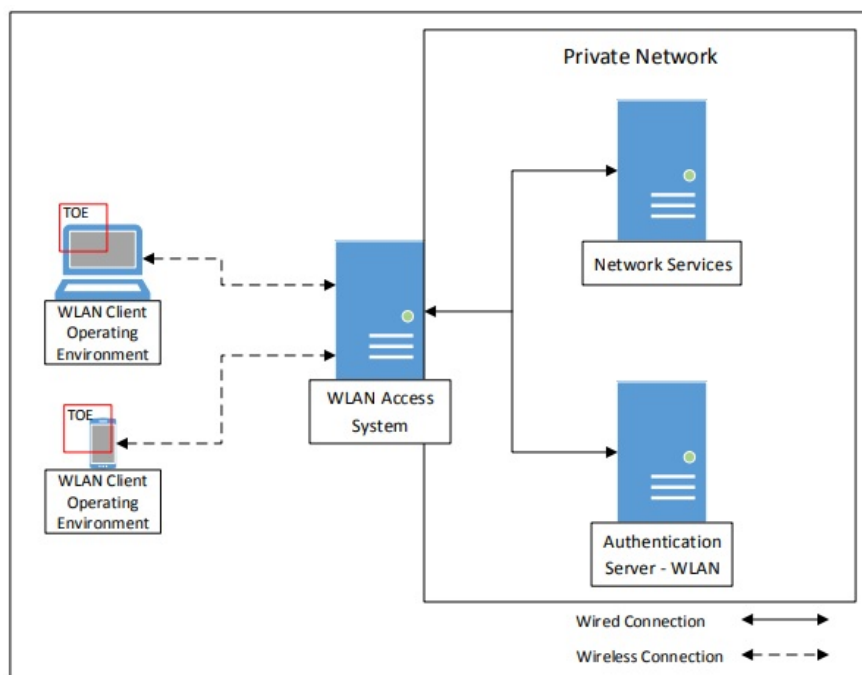 Private Network
TOE
WLAN Client
Operating
Environment
TOE
WLAN Client
Operating
Environment
WLAN Access
System
Network Services
Authentication
Server - WLAN
Wired Connection
Wireless Connection